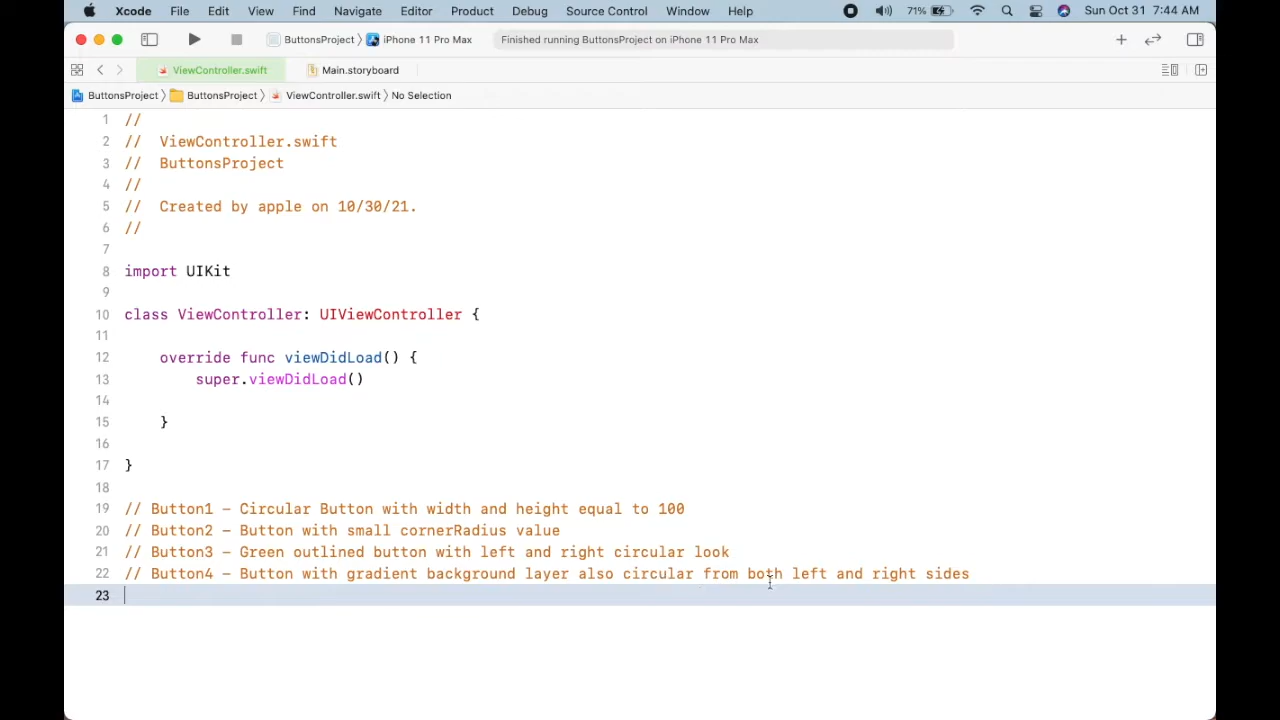 Xcode File Edit View Find Navigate Editor Product Debug Source Control Window Help 71% Sun Oct 31 7:44 AM
ButtonsProject iPhone 11 Pro Max Finished running ButtonsProject on iPhone 11 Pro Max
ViewController.swift Main.storyboard
ButtonsProject ButtonsProject ViewController.swift No Selection
1 //
2 //  ViewController.swift
3 //  ButtonsProject
4 //
5 //  Created by apple on 10/30/21.
6 //
7
8 import UIKit
9
10 class ViewController: UIViewController {
11
12     override func viewDidLoad() {
13         super.viewDidLoad()
14
15     }
16
17 }
18
19 // Button1 – Circular Button with width and height equal to 100
20 // Button2 – Button with small cornerRadius value
21 // Button3 – Green outlined button with left and right circular look
22 // Button4 – Button with gradient background layer also circular from both left and right sides
23